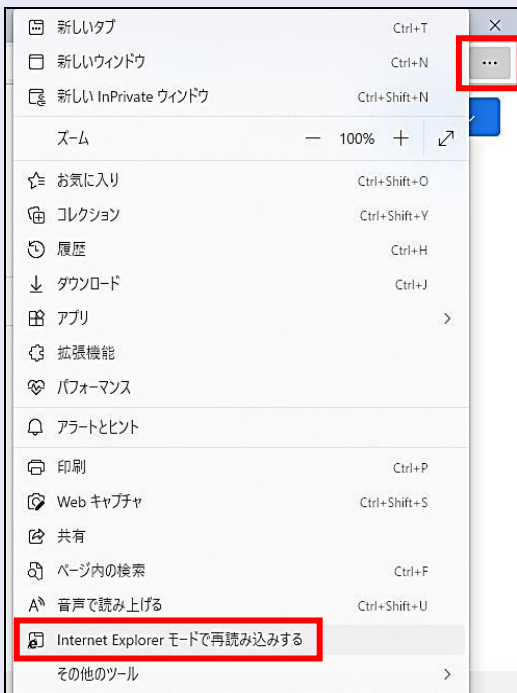 新しいタブ Ctrl+T
新しいウィンドウ Ctrl+N
新しい InPrivate ウィンドウ Ctrl+Shift+N
ズーム — 100% +
お気に入り Ctrl+Shift+O
コレクション Ctrl+Shift+Y
履歴 Ctrl+H
ダウンロード Ctrl+J
アプリ
拡張機能
パフォーマンス
アラートとヒント
印刷 Ctrl+P
Web キャプチャ Ctrl+Shift+S
共有
ページ内の検索 Ctrl+F
音声で読み上げる Ctrl+Shift+U
Internet Explorer モードで再読み込みする
その他のツール